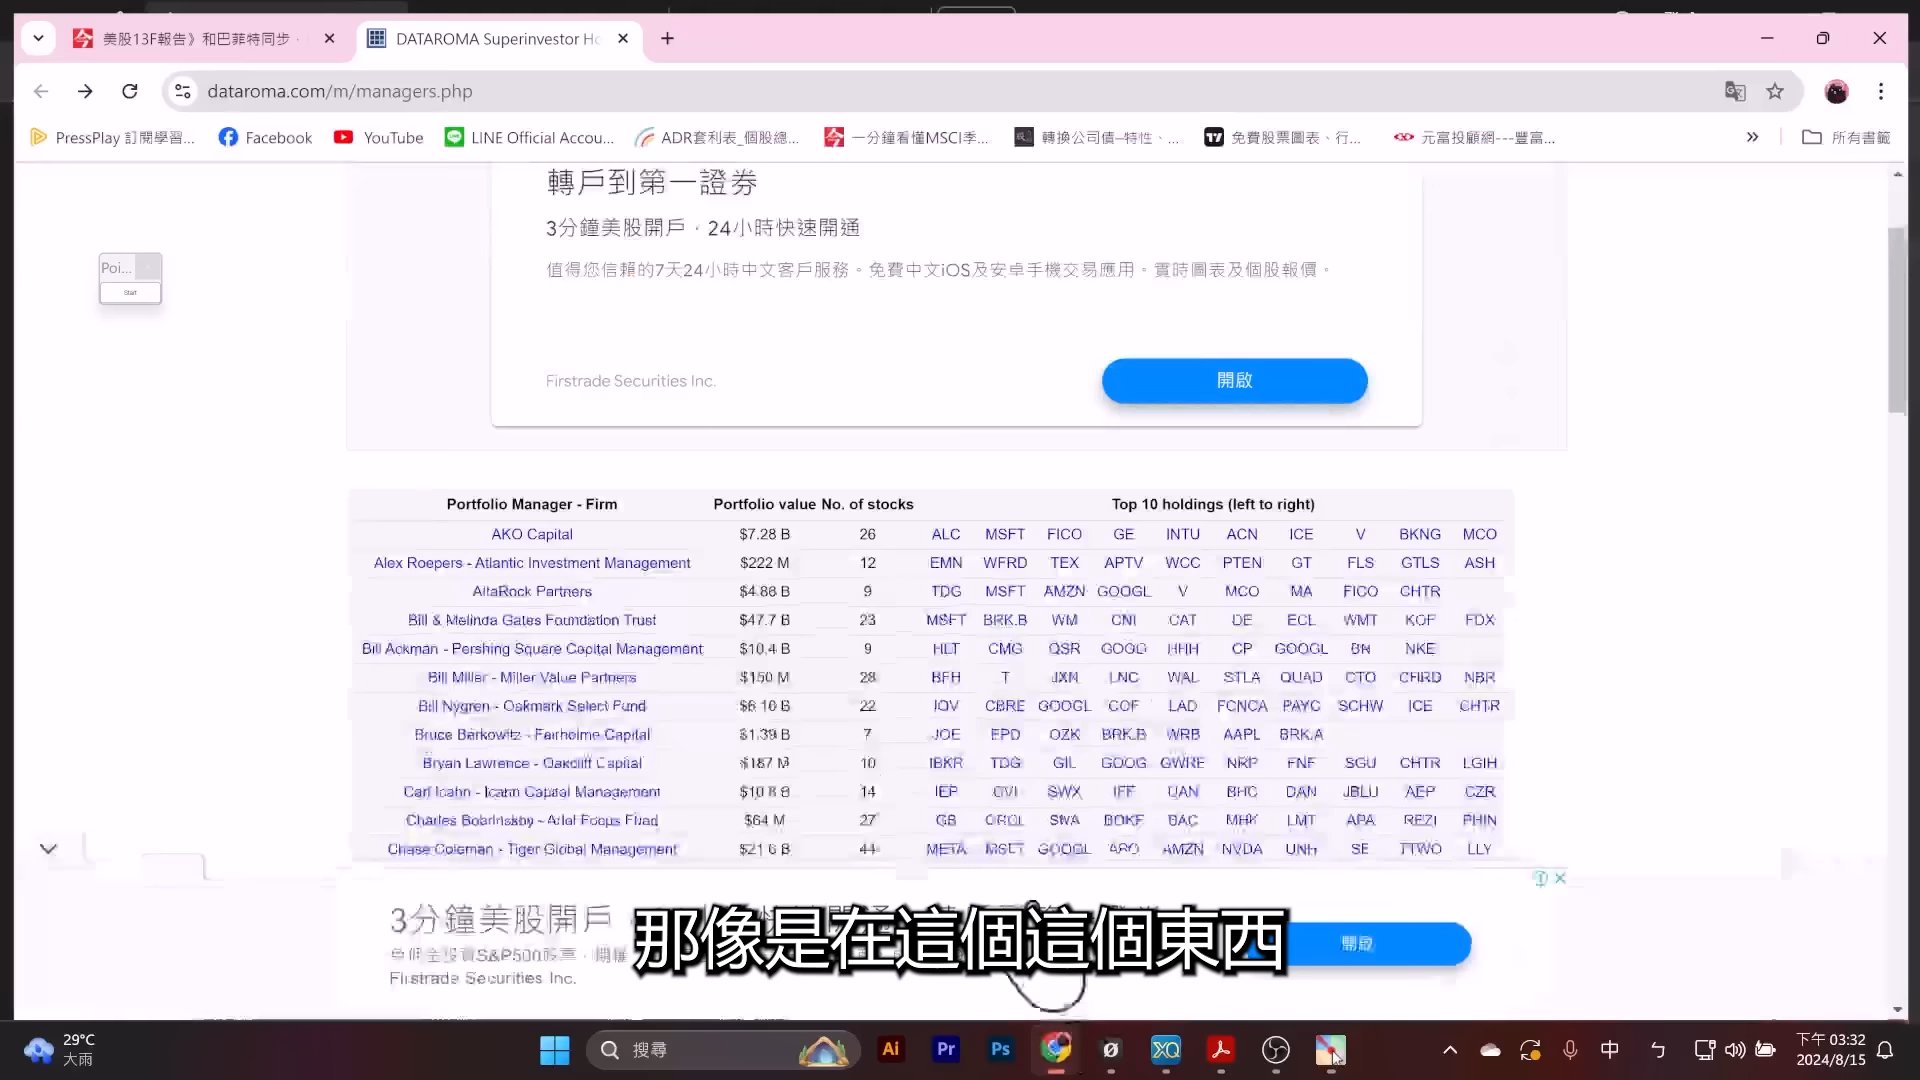 美股13F報告》和巴菲特同步，
DATAROMA Superinvestor Ho
dataroma.com/m/managers.php
PressPlay 訂閱學習...
Facebook
YouTube
LINE Official Accou...
ADR套利表_個股總...
一分鐘看懂MSCI季...
轉換公司債–特性、...
免費股票圖表、行...
元富投顧網---豐富...
所有書籤
轉戶到第一證券
3分鐘美股開戶，24小時快速開通
值得您信賴的7天24小時中文客戶服務。免費中文iOS及安卓手機交易應用。實時圖表及個股報價。
Poi...
Start
Firstrade Securities Inc.
開啟
Portfolio Manager - Firm Portfolio value No. of stocks Top 10 holdings (left to right)
AKO Capital $7.28 B 26 ALC MSFT FICO GE INTU ACN ICE V BKNG MCO
Alex Roepers - Atlantic Investment Management $222 M 12 EMN WFRD TEX APTV WCC PTEN GT FLS GTLS ASH
AltaRock Partners $4.86 B 9 TDG MSFT AMZN GOOGL V MCO MA FICO CHTR
Bill & Melinda Gates Foundation Trust $47.7 B 23 MSFT BRK.B WM CNI CAT DE ECL WMT KOF FDX
Bill Ackman - Pershing Square Capital Management $10.4 B 9 HLT CMG QSR GOOG HHH CP GOOGL BN NKE
Bill Miller - Miller Value Partners $150 M 28 BFH T JXN LNC WAL STLA QUAD CTO CFIRD NBR
Bill Nygren - Oakmark Select Fund $6.10 B 22 IQV CBRE GOOGL COF LAD FCNCA PAYC SCHW ICE CHTR
Bruce Berkowitz - Fairholme Capital $1.39 B 7 JOE EPD OZK BRK.B WRB AAPL BRK.A
Bryan Lawrence - Oakcliff Capital $187 M 10 IBKR TDG GIL GOOG GWRE NRP FNF SGU CHTR LGIH
Carl Icahn - Icahn Capital Management $10.8 B 14 IEP CVI SWX IFF UAN BHC DAN JBLU AEP CZR
Charles Bobrinskoy - Ariel Focus Fund $64 M 27 GS ORCL SWA BOKF BAC MHK LMT APA REZI PHIN
Chase Coleman - Tiger Global Management $21.6 B 44 META MSFT GOOGL APO AMZN NVDA UNH SE TTWO LLY
3分鐘美股開戶
Firstrade Securities Inc.
開啟
那像是在這個這個東西
29°C
大雨
搜尋
Ai
Pr
Ps
XQ
中
ㄅ
下午 03:32
2024/8/15